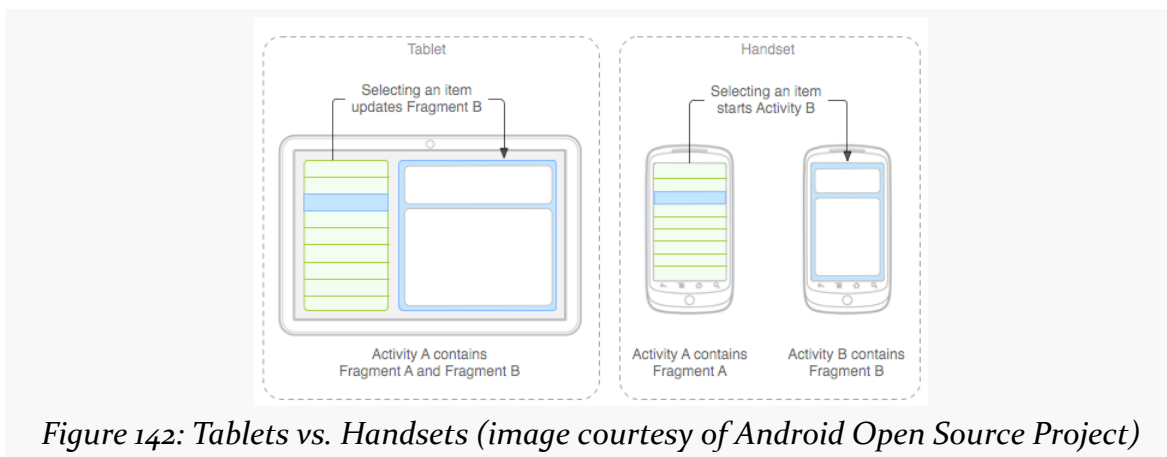 Tablet
Selecting an item
updates Fragment B
Activity A contains
Fragment A and Fragment B
Handset
Selecting an item
starts Activity B
Activity A contains
Fragment A
Activity B contains
Fragment B
Figure 142: Tablets vs. Handsets (image courtesy of Android Open Source Project)